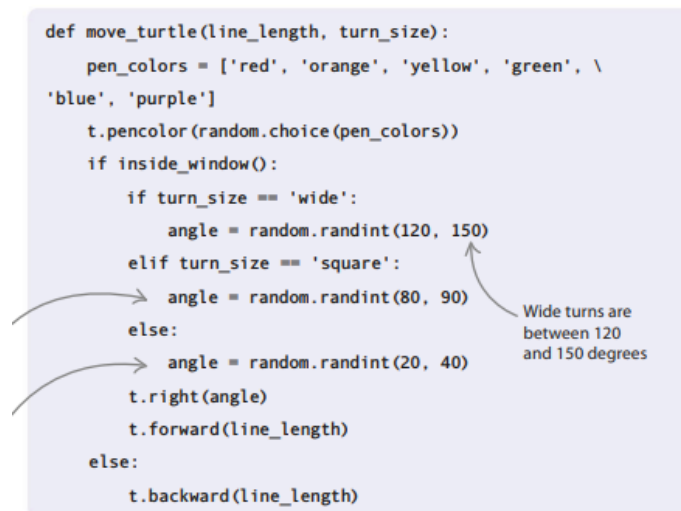 def move_turtle(line_length, turn_size):
    pen_colors = ['red', 'orange', 'yellow', 'green', \
'blue', 'purple']
    t.pencolor(random.choice(pen_colors))
    if inside_window():
        if turn_size == 'wide':
            angle = random.randint(120, 150)
        elif turn_size == 'square':
            angle = random.randint(80, 90)
        else:
            angle = random.randint(20, 40)
        t.right(angle)
        t.forward(line_length)
    else:
        t.backward(line_length)
Wide turns are
between 120
and 150 degrees